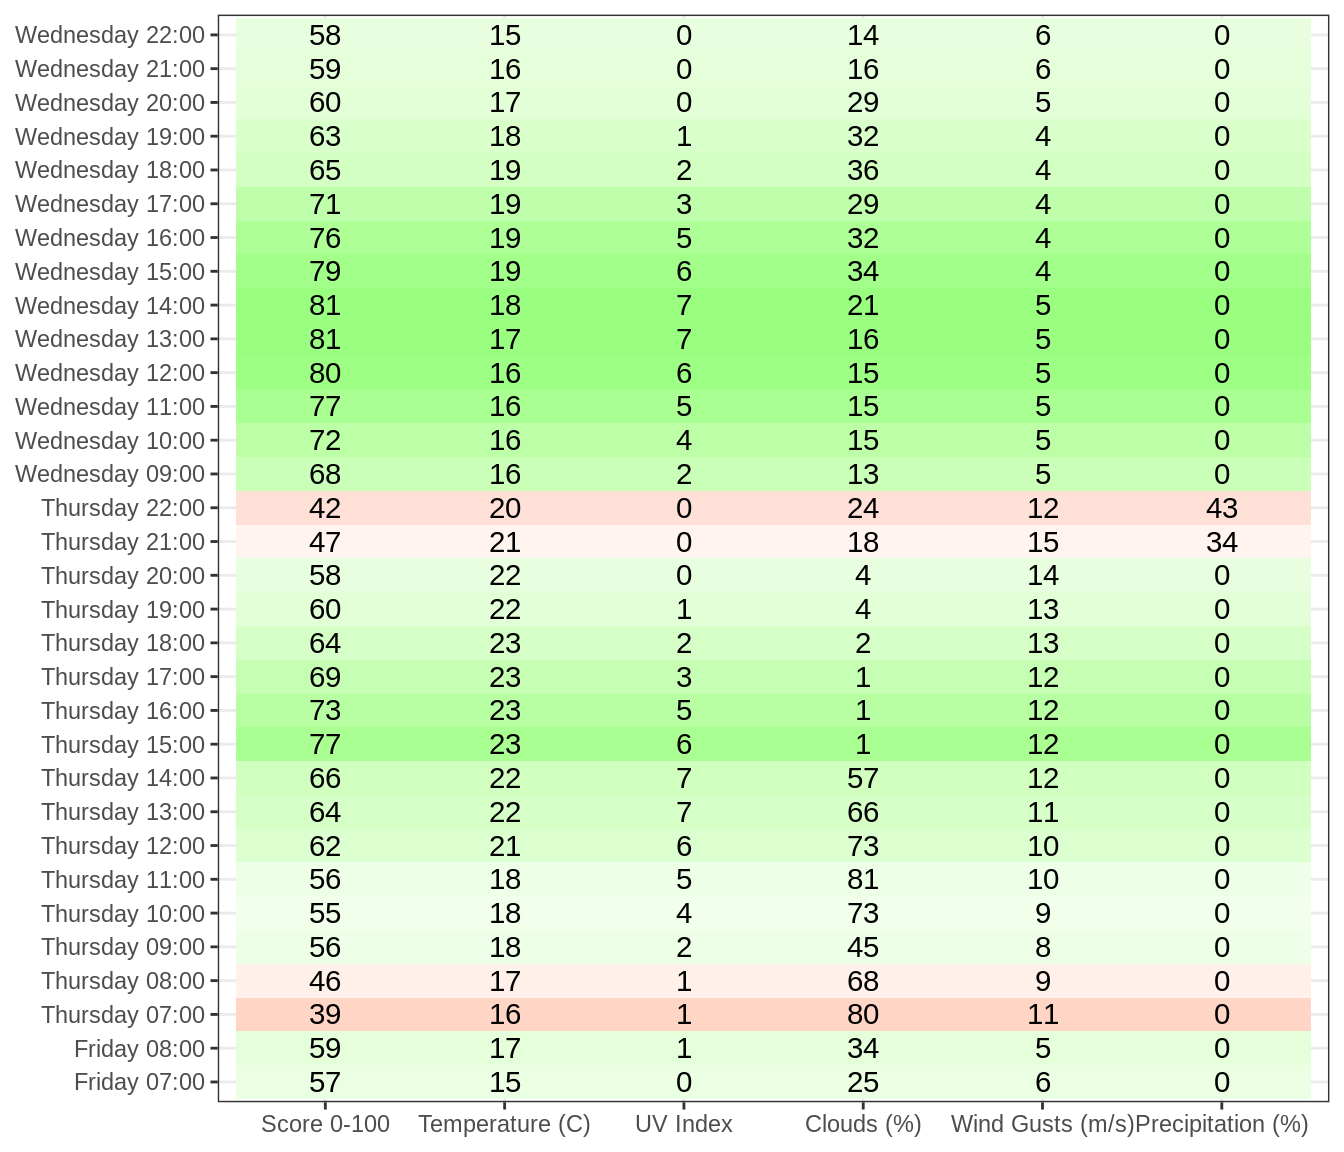 Wednesday 22:00 58 15 0 14 6 0
Wednesday 21:00 59 16 0 16 6 0
Wednesday 20:00 60 17 0 29 5 0
Wednesday 19:00 63 18 1 32 4 0
Wednesday 18:00 65 19 2 36 4 0
Wednesday 17:00 71 19 3 29 4 0
Wednesday 16:00 76 19 5 32 4 0
Wednesday 15:00 79 19 6 34 4 0
Wednesday 14:00 81 18 7 21 5 0
Wednesday 13:00 81 17 7 16 5 0
Wednesday 12:00 80 16 6 15 5 0
Wednesday 11:00 77 16 5 15 5 0
Wednesday 10:00 72 16 4 15 5 0
Wednesday 09:00 68 16 2 13 5 0
Thursday 22:00 42 20 0 24 12 43
Thursday 21:00 47 21 0 18 15 34
Thursday 20:00 58 22 0 4 14 0
Thursday 19:00 60 22 1 4 13 0
Thursday 18:00 64 23 2 2 13 0
Thursday 17:00 69 23 3 1 12 0
Thursday 16:00 73 23 5 1 12 0
Thursday 15:00 77 23 6 1 12 0
Thursday 14:00 66 22 7 57 12 0
Thursday 13:00 64 22 7 66 11 0
Thursday 12:00 62 21 6 73 10 0
Thursday 11:00 56 18 5 81 10 0
Thursday 10:00 55 18 4 73 9 0
Thursday 09:00 56 18 2 45 8 0
Thursday 08:00 46 17 1 68 9 0
Thursday 07:00 39 16 1 80 11 0
Friday 08:00 59 17 1 34 5 0
Friday 07:00 57 15 0 25 6 0
Score 0-100 Temperature (C) UV Index Clouds (%) Wind Gusts (m/s) Precipitation (%)